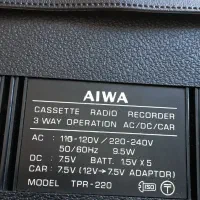 AIWA
CASSETTE RADIO RECORDER
3 WAY OPERATION AC/DC/CAR
AC : 110-120V / 220-240V
50/60Hz 9.5W
DC : 7.5V BATT. 1.5V X 5
CAR : 7.5V (12V→7.5V ADAPTOR)
MODEL TPR-220 ISO T